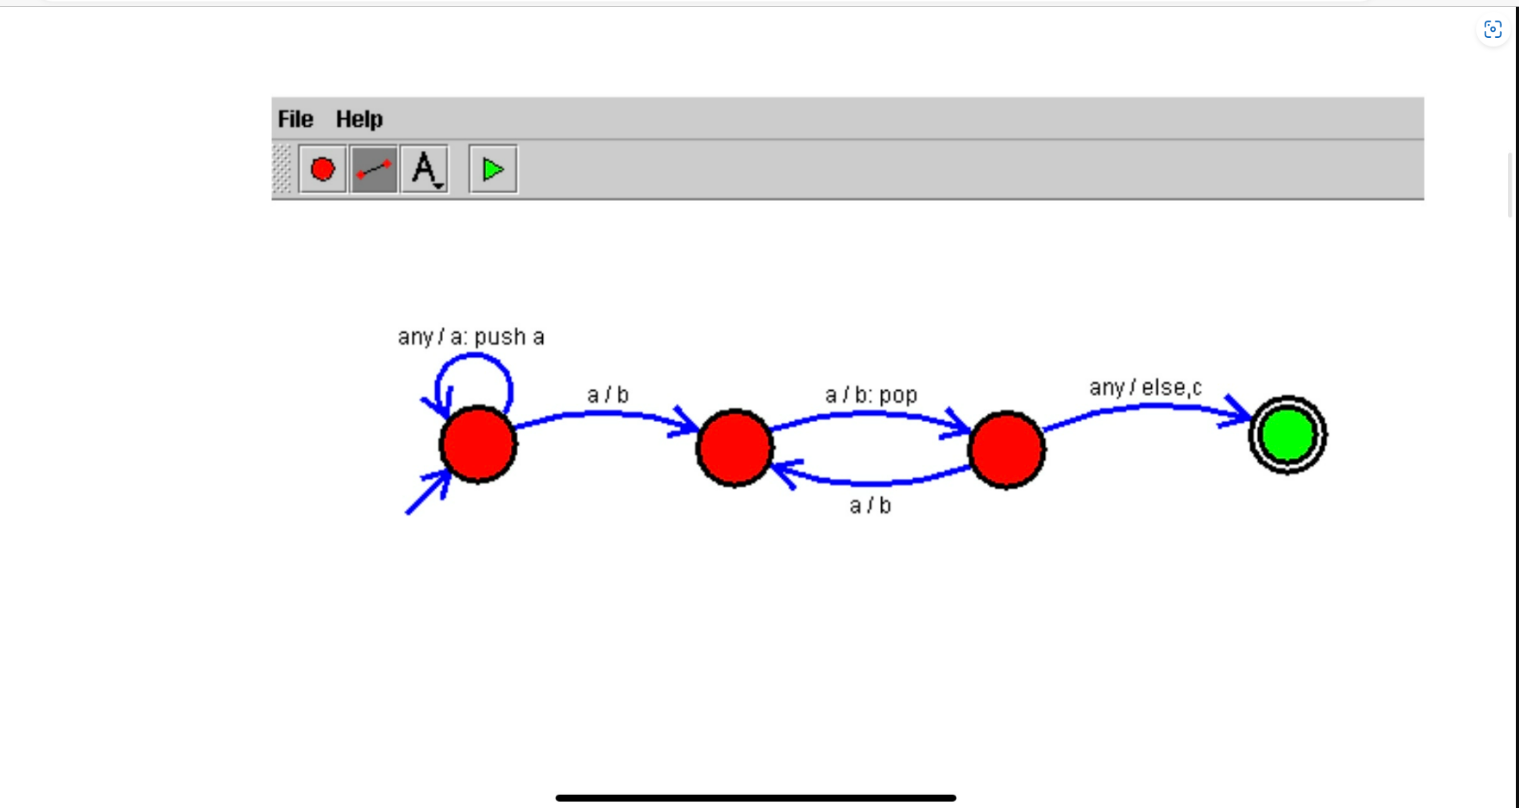 File Help
A
any / a: push a
a / b
a / b: pop
any / else,c
a / b